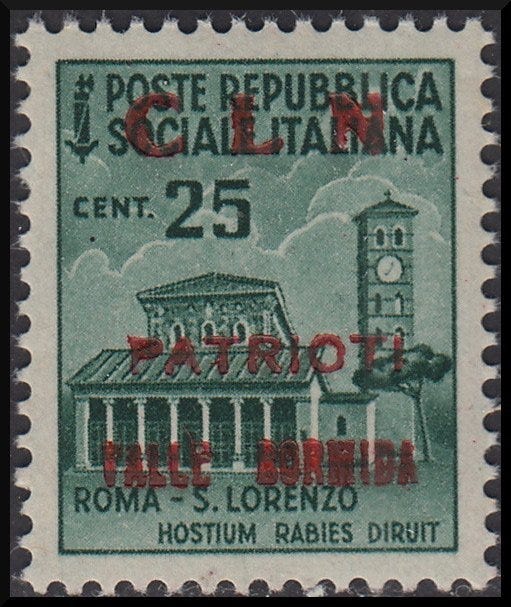 POSTE REPUBBLICA
C L N
SOCIALE ITALIANA
CENT. 25
PATRIOTI
VALLE BORMIDA
ROMA - S. LORENZO
HOSTIUM RABIES DIRUIT